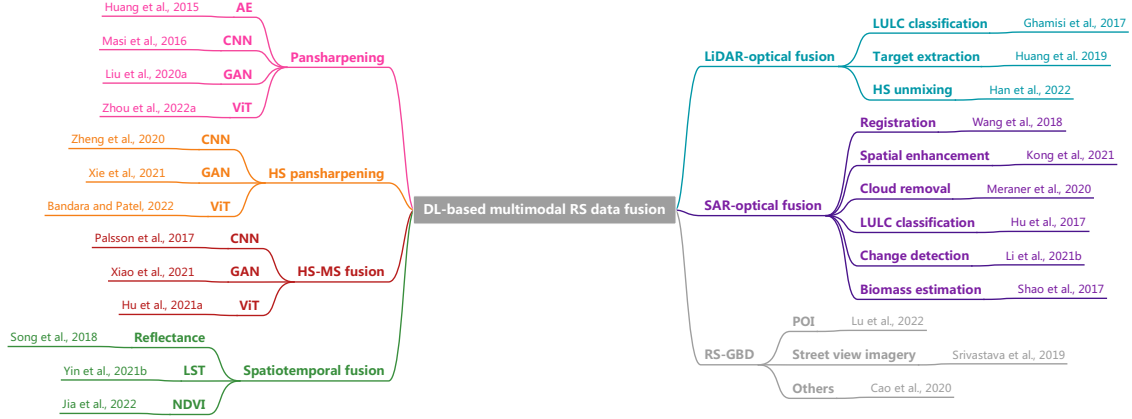 DL-based multimodal RS data fusion
Pansharpening
Huang et al., 2015 AE
Masi et al., 2016 CNN
Liu et al., 2020a GAN
Zhou et al., 2022a ViT
HS pansharpening
Zheng et al., 2020 CNN
Xie et al., 2021 GAN
Bandara and Patel, 2022 ViT
HS-MS fusion
Palsson et al., 2017 CNN
Xiao et al., 2021 GAN
Hu et al., 2021a ViT
Spatiotemporal fusion
Song et al., 2018 Reflectance
Yin et al., 2021b LST
Jia et al., 2022 NDVI
LiDAR-optical fusion
LULC classification Ghamisi et al., 2017
Target extraction Huang et al. 2019
HS unmixing Han et al., 2022
SAR-optical fusion
Registration Wang et al., 2018
Spatial enhancement Kong et al., 2021
Cloud removal Meraner et al., 2020
LULC classification Hu et al., 2017
Change detection Li et al., 2021b
Biomass estimation Shao et al., 2017
RS-GBD
POI Lu et al., 2022
Street view imagery Srivastava et al., 2019
Others Cao et al., 2020